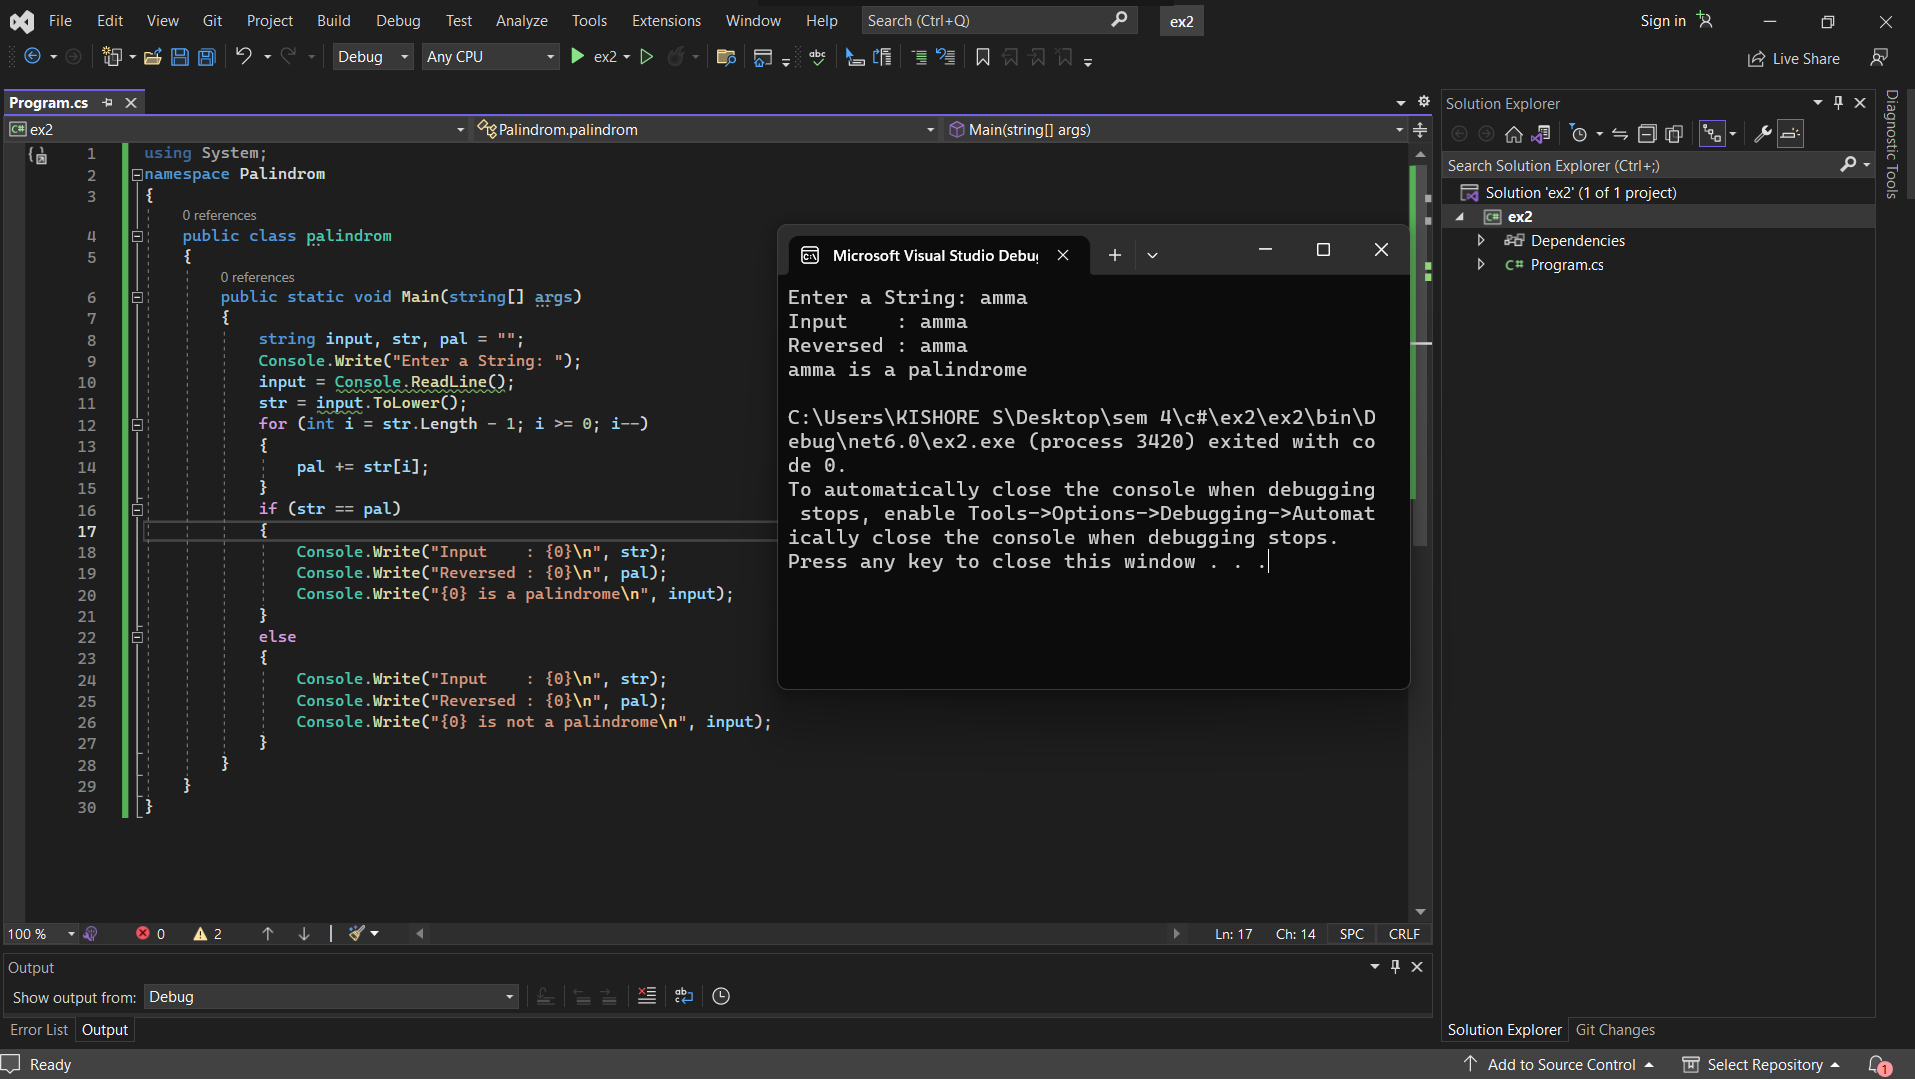 File Edit View Git Project Build Debug Test Analyze Tools Extensions Window Help Search (Ctrl+Q) ex2 Sign in
Debug Any CPU ex2 Live Share
Program.cs
ex2 Palindrom.palindrom Main(string[] args)
1 using System;
2 namespace Palindrom
3 {
0 references
4 public class palindrom
5 {
0 references
6 public static void Main(string[] args)
7 {
8 string input, str, pal = "";
9 Console.Write("Enter a String: ");
10 input = Console.ReadLine();
11 str = input.ToLower();
12 for (int i = str.Length - 1; i >= 0; i--)
13 {
14 pal += str[i];
15 }
16 if (str == pal)
17 {
18 Console.Write("Input    : {0}\n", str);
19 Console.Write("Reversed : {0}\n", pal);
20 Console.Write("{0} is a palindrome\n", input);
21 }
22 else
23 {
24 Console.Write("Input    : {0}\n", str);
25 Console.Write("Reversed : {0}\n", pal);
26 Console.Write("{0} is not a palindrome\n", input);
27 }
28 }
29 }
30 }
Microsoft Visual Studio Debug
Enter a String: amma
Input    : amma
Reversed : amma
amma is a palindrome
C:\Users\KISHORE S\Desktop\sem 4\c#\ex2\ex2\bin\D
ebug\net6.0\ex2.exe (process 3420) exited with co
de 0.
To automatically close the console when debugging
stops, enable Tools->Options->Debugging->Automat
ically close the console when debugging stops.
Press any key to close this window . . .
100 % 0 2 Ln: 17 Ch: 14 SPC CRLF
Output
Show output from: Debug
Error List Output
Solution Explorer
Search Solution Explorer (Ctrl+;)
Solution 'ex2' (1 of 1 project)
ex2
Dependencies
C# Program.cs
Diagnostic Tools
Solution Explorer Git Changes
Ready Add to Source Control Select Repository 1